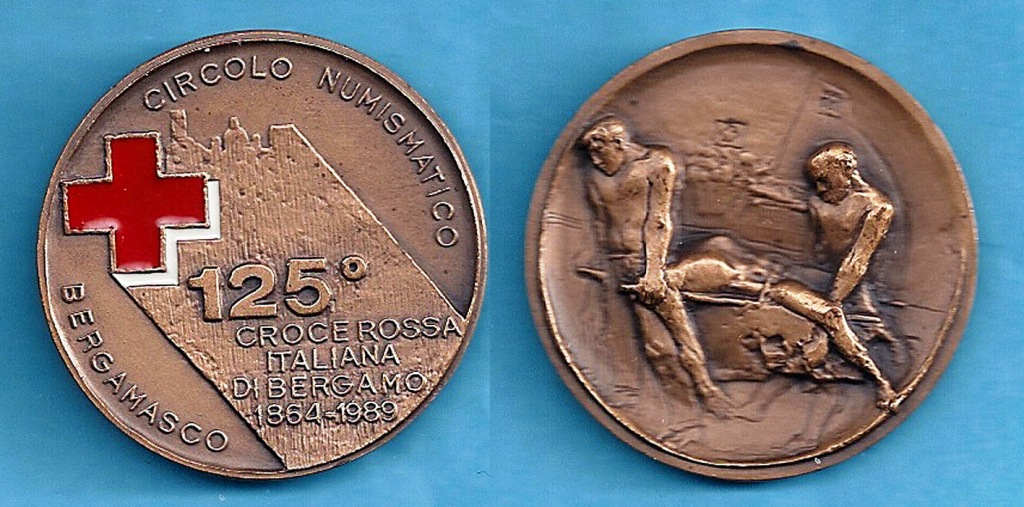 CIRCOLO NUMISMATICO
BERGAMASCO
125°
CROCE ROSSA
ITALIANA
DI BERGAMO
1864-1989